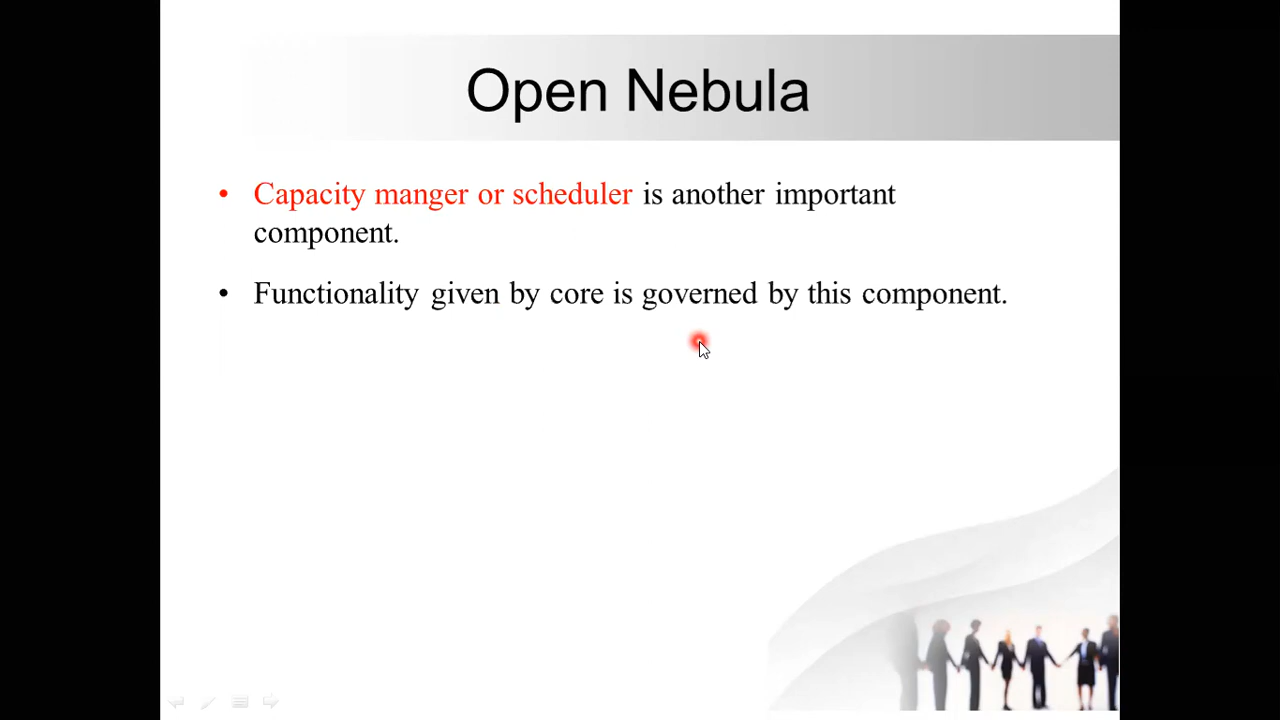 Open Nebula
• Capacity manger or scheduler is another important
component.
• Functionality given by core is governed by this component.